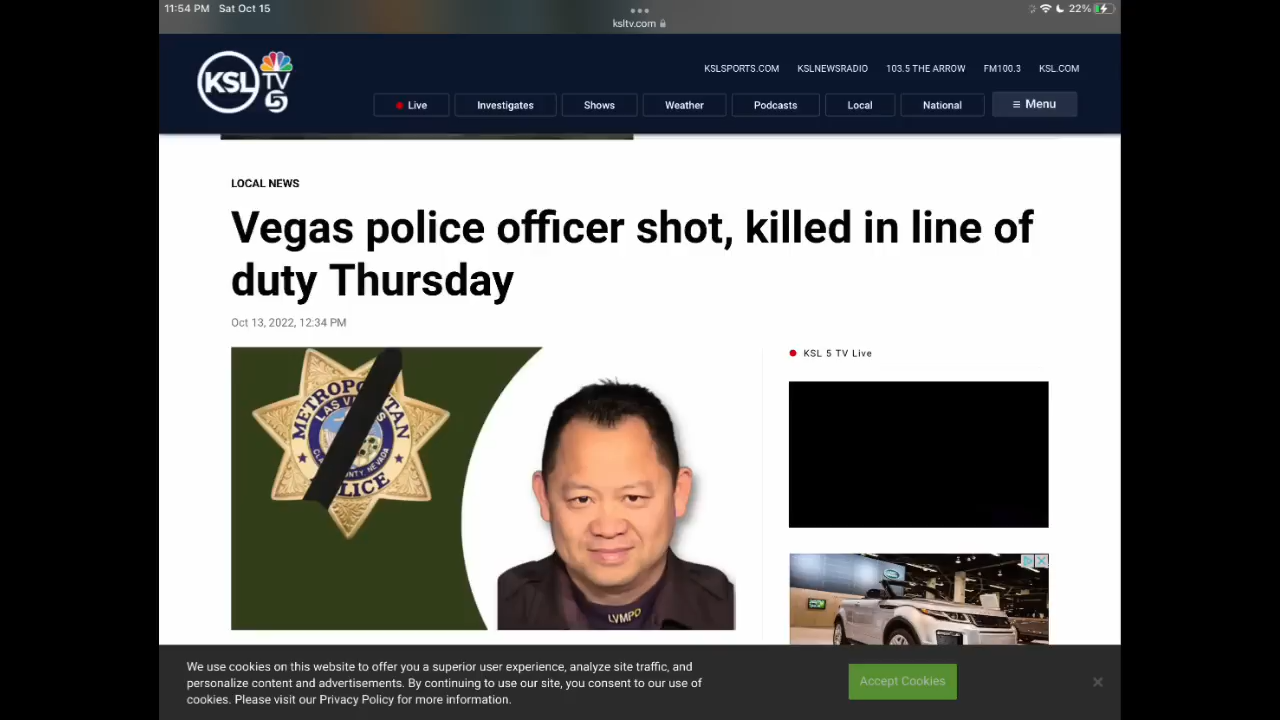 11:54 PM Sat Oct 15
22%
ksltv.com
KSL TV 5
KSLSPORTS.COM KSLNEWSRADIO 103.5 THE ARROW FM100.3 KSL.COM
Live Investigates Shows Weather Podcasts Local National Menu
LOCAL NEWS
Vegas police officer shot, killed in line of
duty Thursday
Oct 13, 2022, 12:34 PM
KSL 5 TV Live
METROPOLITAN
LAS VEGAS
POLICE
LVMPD
We use cookies on this website to offer you a superior user experience, analyze site traffic, and
personalize content and advertisements. By continuing to use our site, you consent to our use of
cookies. Please visit our Privacy Policy for more information.
Accept Cookies